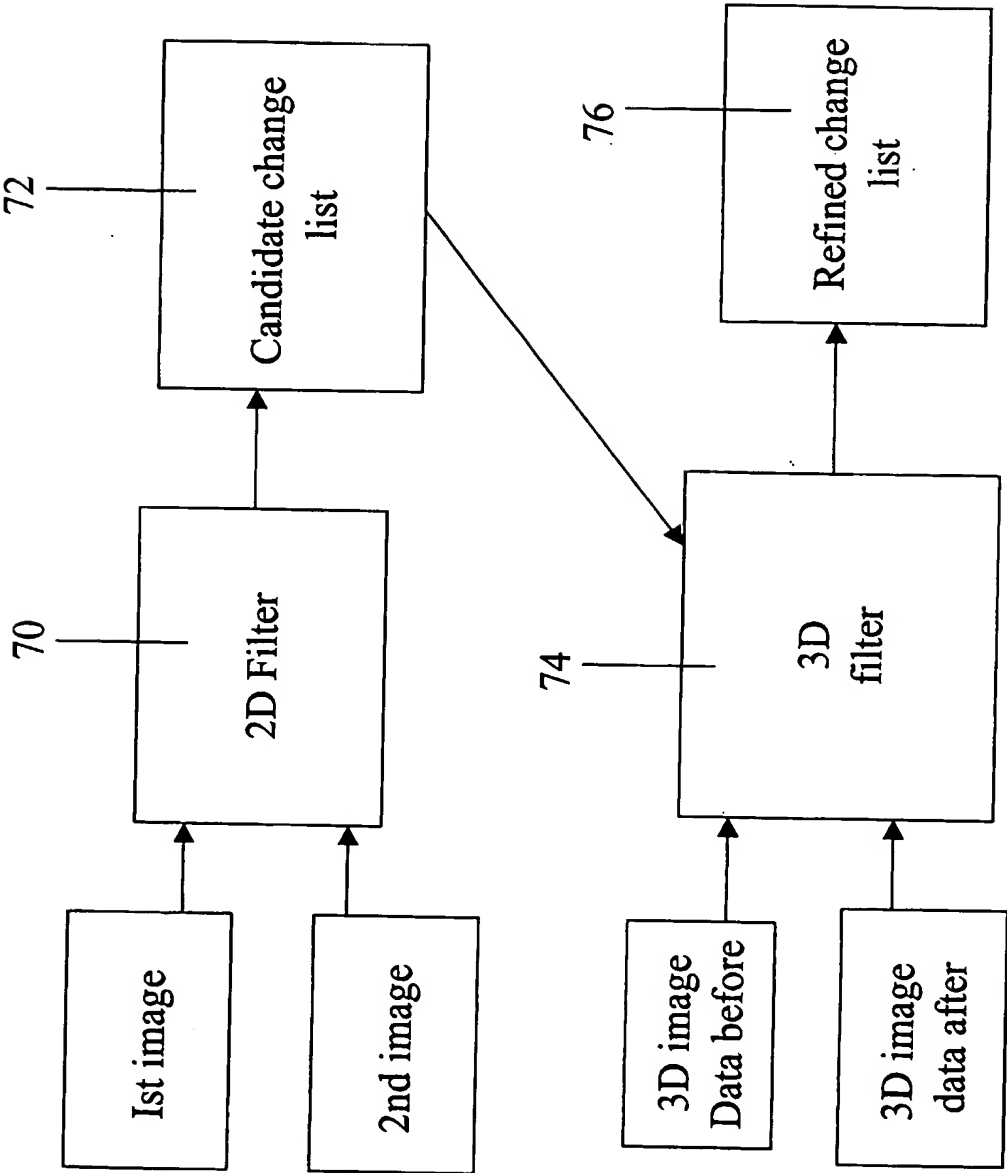 Ist image
2nd image
70
2D Filter
72
Candidate change
list
3D image
Data before
3D image
data after
74
3D
filter
76
Refined change
list